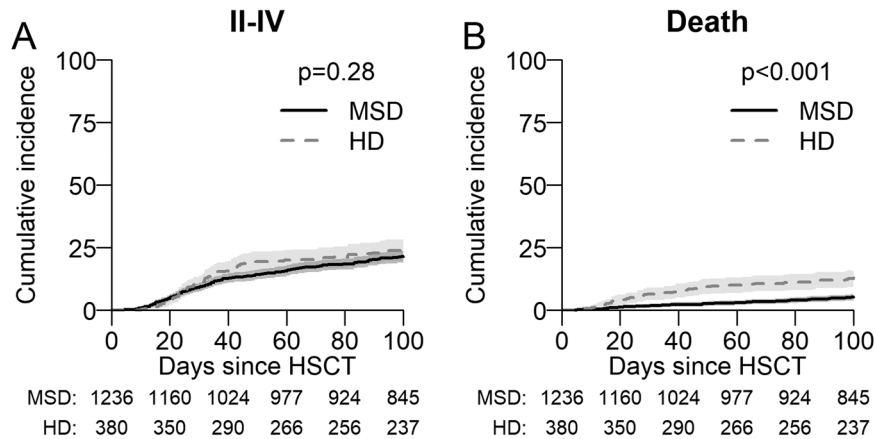 A II-IV
100
75
50
25
0
Cumulative incidence
p=0.28
MSD
HD
0 20 40 60 80 100
Days since HSCT
MSD: 1236 1160 1024 977 924 845
HD: 380 350 290 266 256 237
B Death
100
75
50
25
0
Cumulative incidence
p<0.001
MSD
HD
0 20 40 60 80 100
Days since HSCT
MSD: 1236 1160 1024 977 924 845
HD: 380 350 290 266 256 237